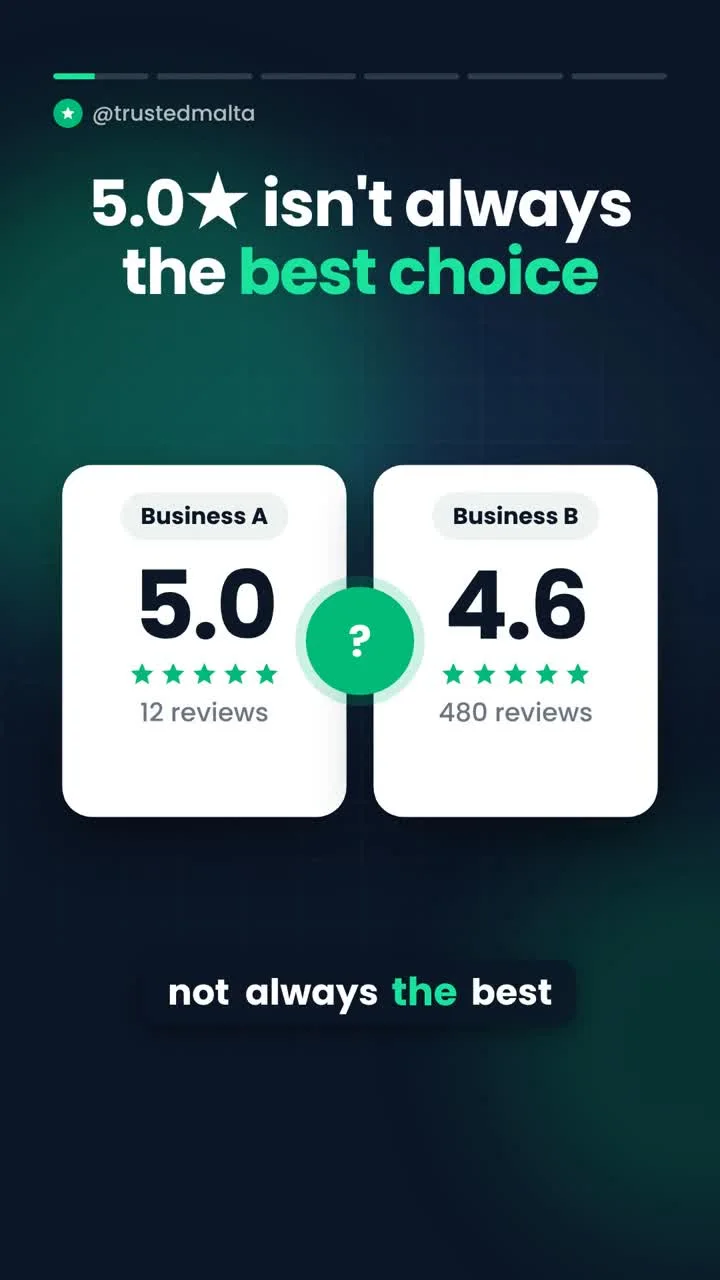 @trustedmalta
5.0★ isn't always
the best choice
Business A
5.0
★★★★★
12 reviews
?
Business B
4.6
★★★★★
480 reviews
not always the best